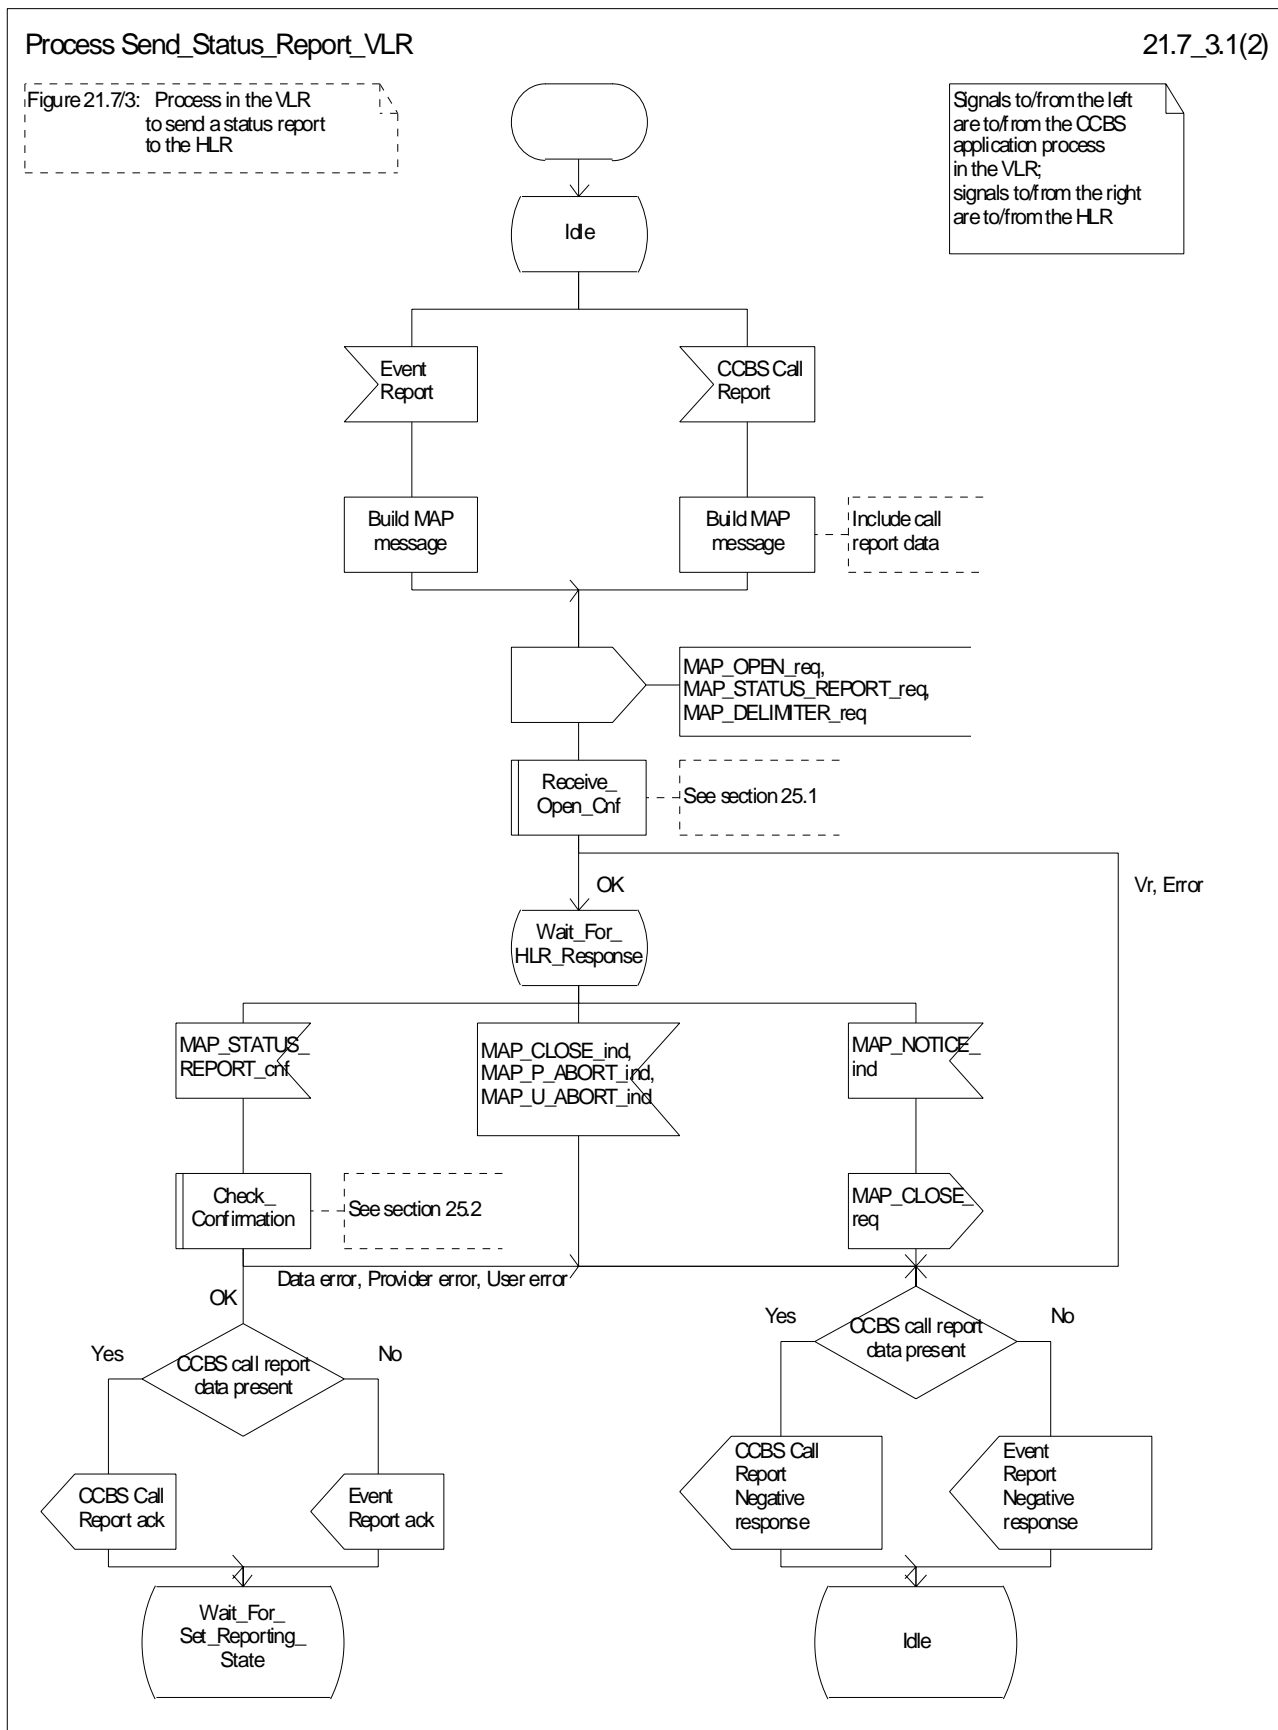 Process Send_Status_Report_VLR
21.7_3.1(2)
Figure 21.7/3: Process in the VLR
to send a status report
to the HLR
Signals to/from the left
are to/from the CCBS
application process
in the VLR;
signals to/from the right
are to/from the HLR
Idle
Event
Report
CCBS Call
Report
Build MAP
message
Build MAP
message
Include call
report data
MAP_OPEN_req,
MAP_STATUS_REPORT_req,
MAP_DELIMITER_req
Receive_
Open_Cnf
See section 25.1
OK
Vr, Error
Wait_For_
HLR_Response
MAP_STATUS_
REPORT_cnf
MAP_CLOSE_ind,
MAP_P_ABORT_ind,
MAP_U_ABORT_ind
MAP_NOTICE_
ind
Check_
Confirmation
See section 25.2
MAP_CLOSE_
req
Data error, Provider error, User error
OK
Yes
CCBS call report
data present
No
Yes
CCBS call report
data present
No
CCBS Call
Report ack
Event
Report ack
CCBS Call
Report
Negative
response
Event
Report
Negative
response
Wait_For_
Set_Reporting_
State
Idle